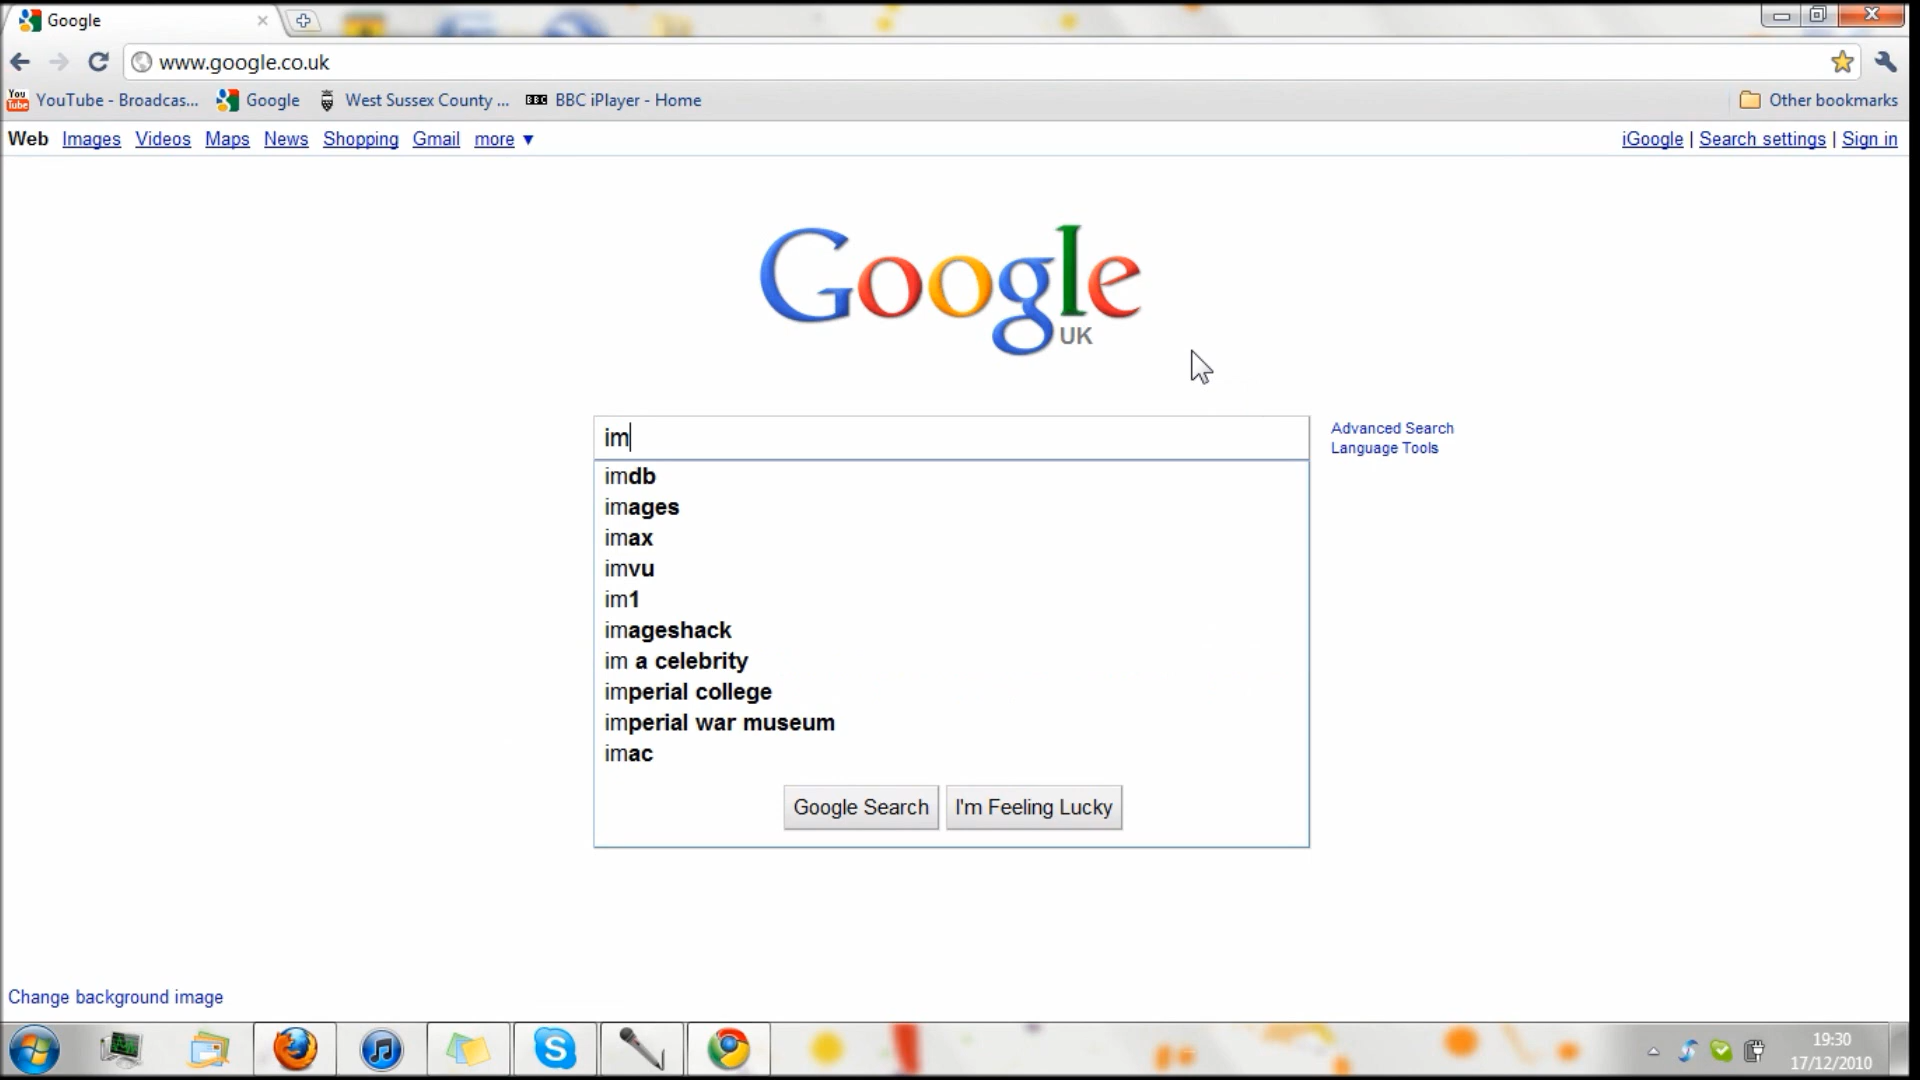 Google
www.google.co.uk
You Tube YouTube - Broadcas... Google West Sussex County ... BBC BBC iPlayer - Home Other bookmarks
Web Images Videos Maps News Shopping Gmail more ▼ iGoogle | Search settings | Sign in
Google
UK
im
Advanced Search
Language Tools
imdb
images
imax
imvu
im1
imageshack
im a celebrity
imperial college
imperial war museum
imac
Google Search I'm Feeling Lucky
Change background image
19:30
17/12/2010